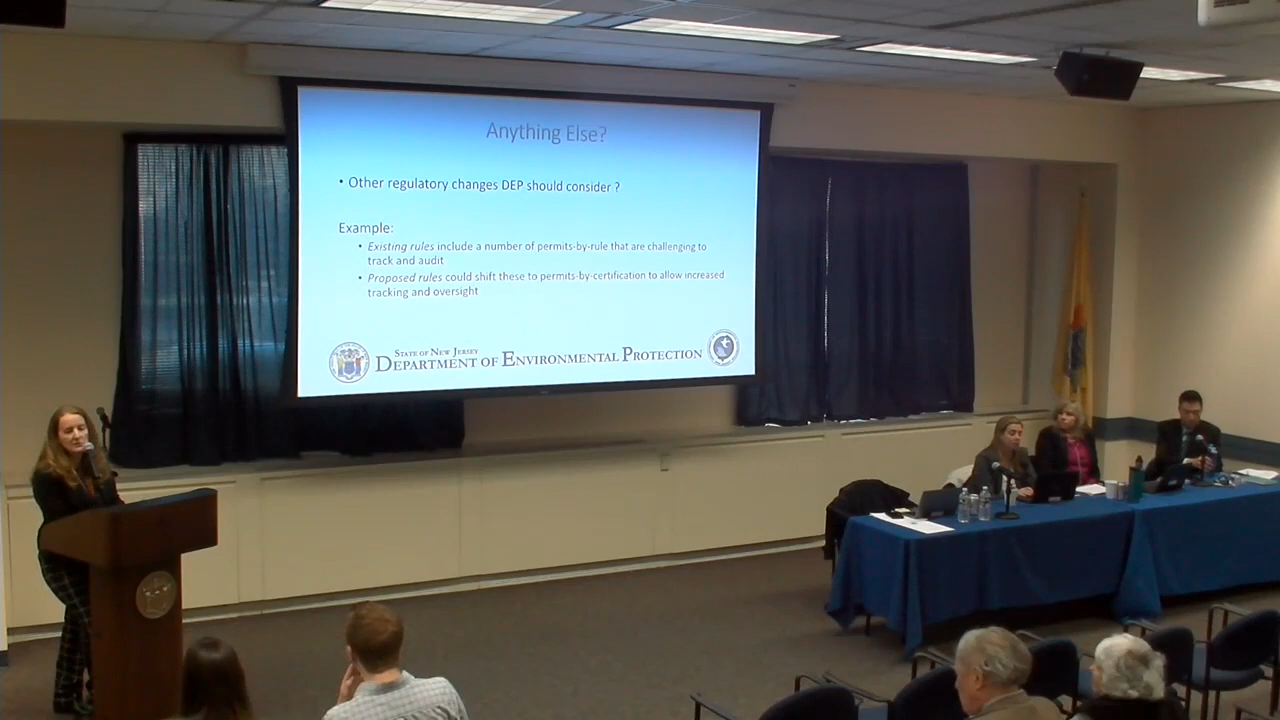 Anything Else?
• Other regulatory changes DEP should consider ?
Example:
• Existing rules include a number of permits-by-rule that are challenging to
track and audit
• Proposed rules could shift these to permits-by-certification to allow increased
tracking and oversight
STATE OF NEW JERSEY
DEPARTMENT OF ENVIRONMENTAL PROTECTION